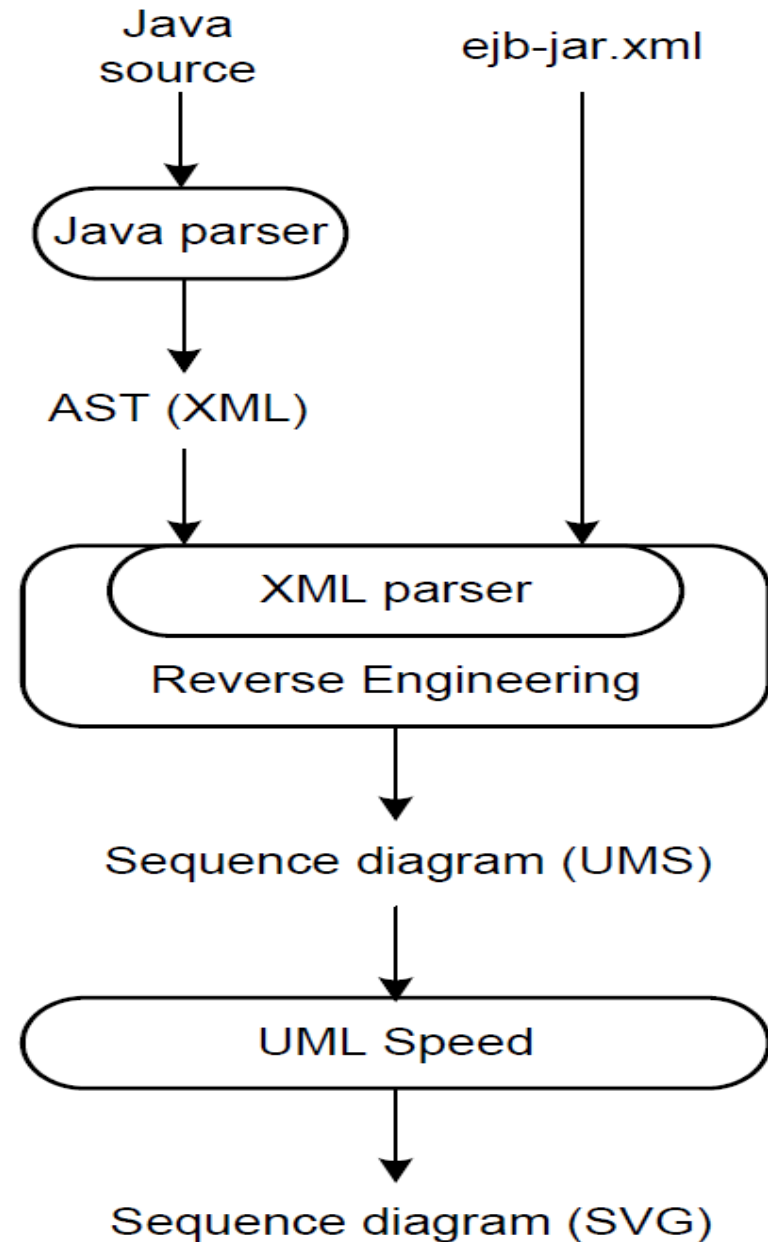 Java
source
ejb-jar.xml
Java parser
AST (XML)
XML parser
Reverse Engineering
Sequence diagram (UMS)
UML Speed
Sequence diagram (SVG)